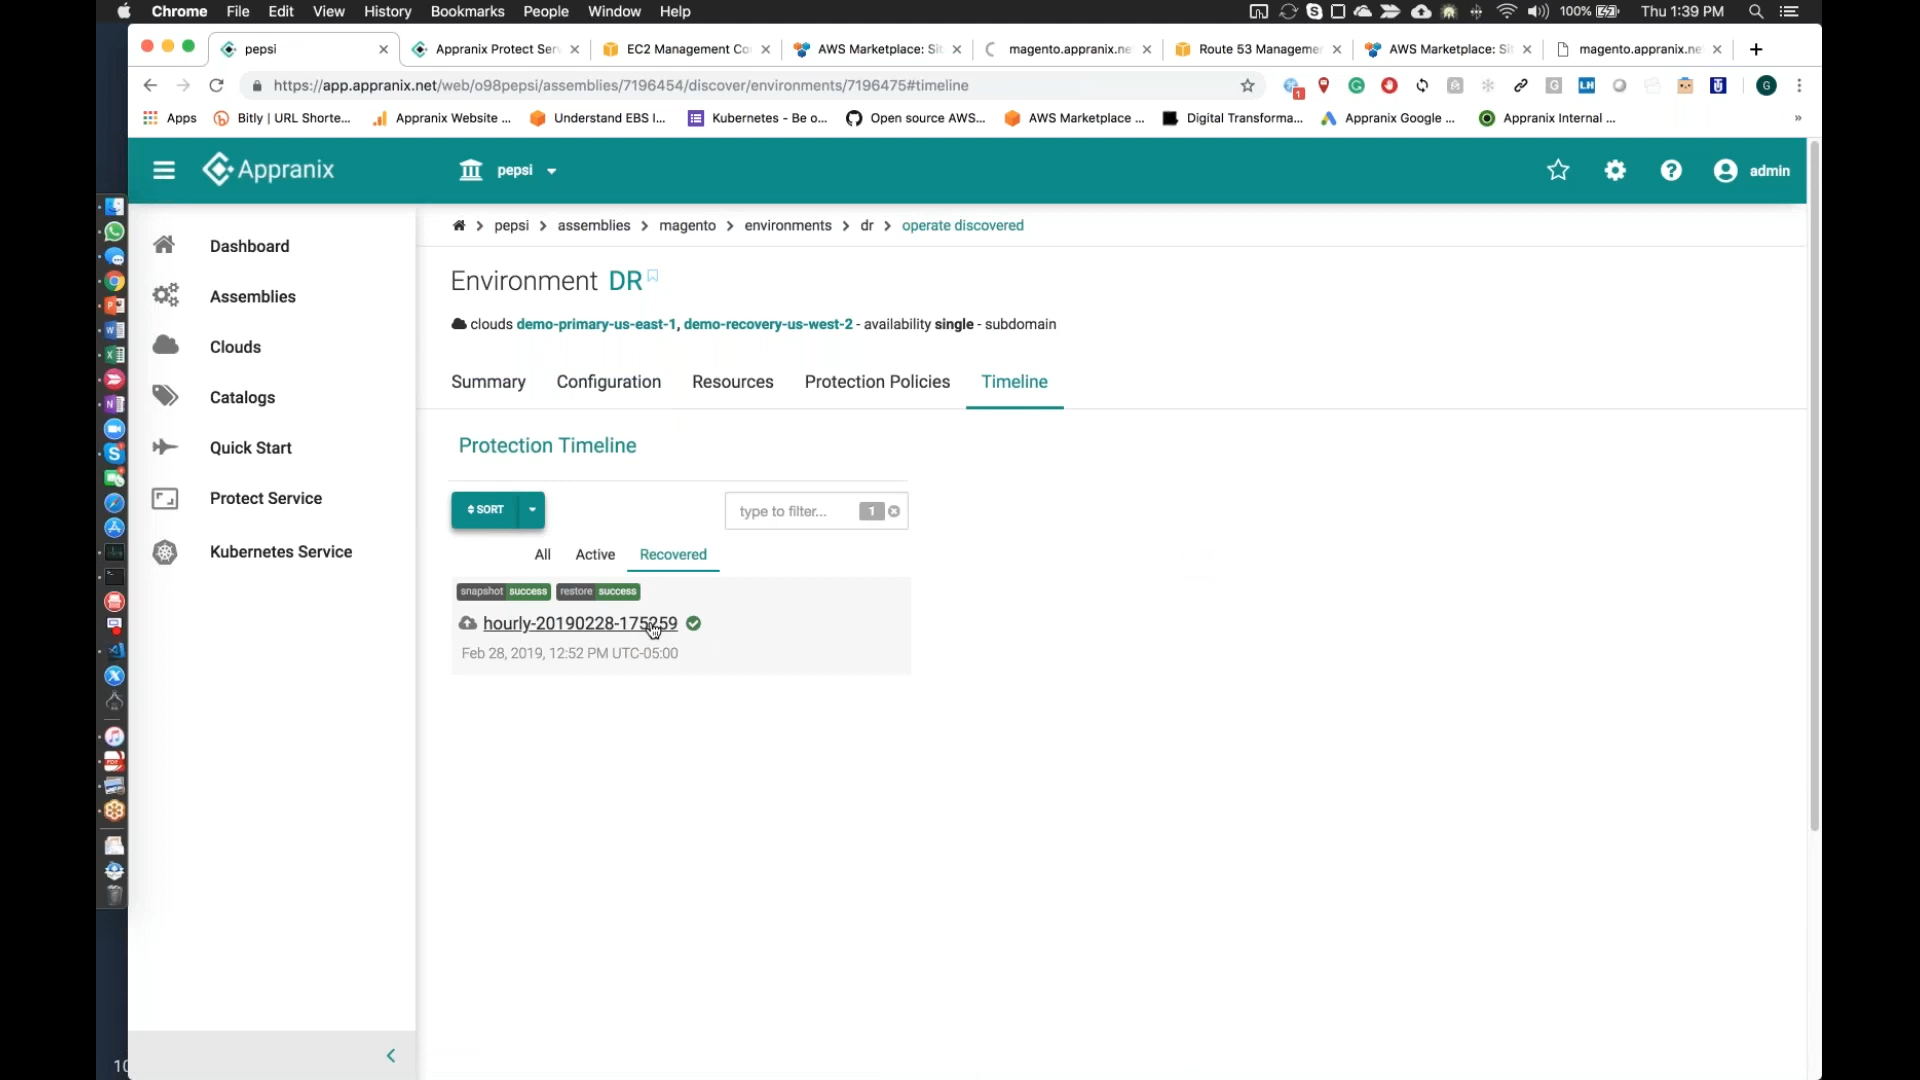 Chrome File Edit View History Bookmarks People Window Help 100% Thu 1:39 PM
pepsi Appranix Protect Ser EC2 Management Co AWS Marketplace: Sit magento.appranix.ne Route 53 Manageme AWS Marketplace: Sit magento.appranix.ne
https://app.appranix.net/web/o98pepsi/assemblies/7196454/discover/environments/7196475#timeline
Apps Bitly | URL Shorte... Appranix Website ... Understand EBS I... Kubernetes - Be o... Open source AWS... AWS Marketplace ... Digital Transforma... Appranix Google ... Appranix Internal ... »
Appranix pepsi admin
pepsi > assemblies > magento > environments > dr > operate discovered
Dashboard
Assemblies
Clouds
Catalogs
Quick Start
Protect Service
Kubernetes Service
Environment DR
clouds demo-primary-us-east-1, demo-recovery-us-west-2 - availability single - subdomain
Summary Configuration Resources Protection Policies Timeline
Protection Timeline
SORT type to filter... 1
All Active Recovered
snapshot success restore success
hourly-20190228-175259
Feb 28, 2019, 12:52 PM UTC-05:00